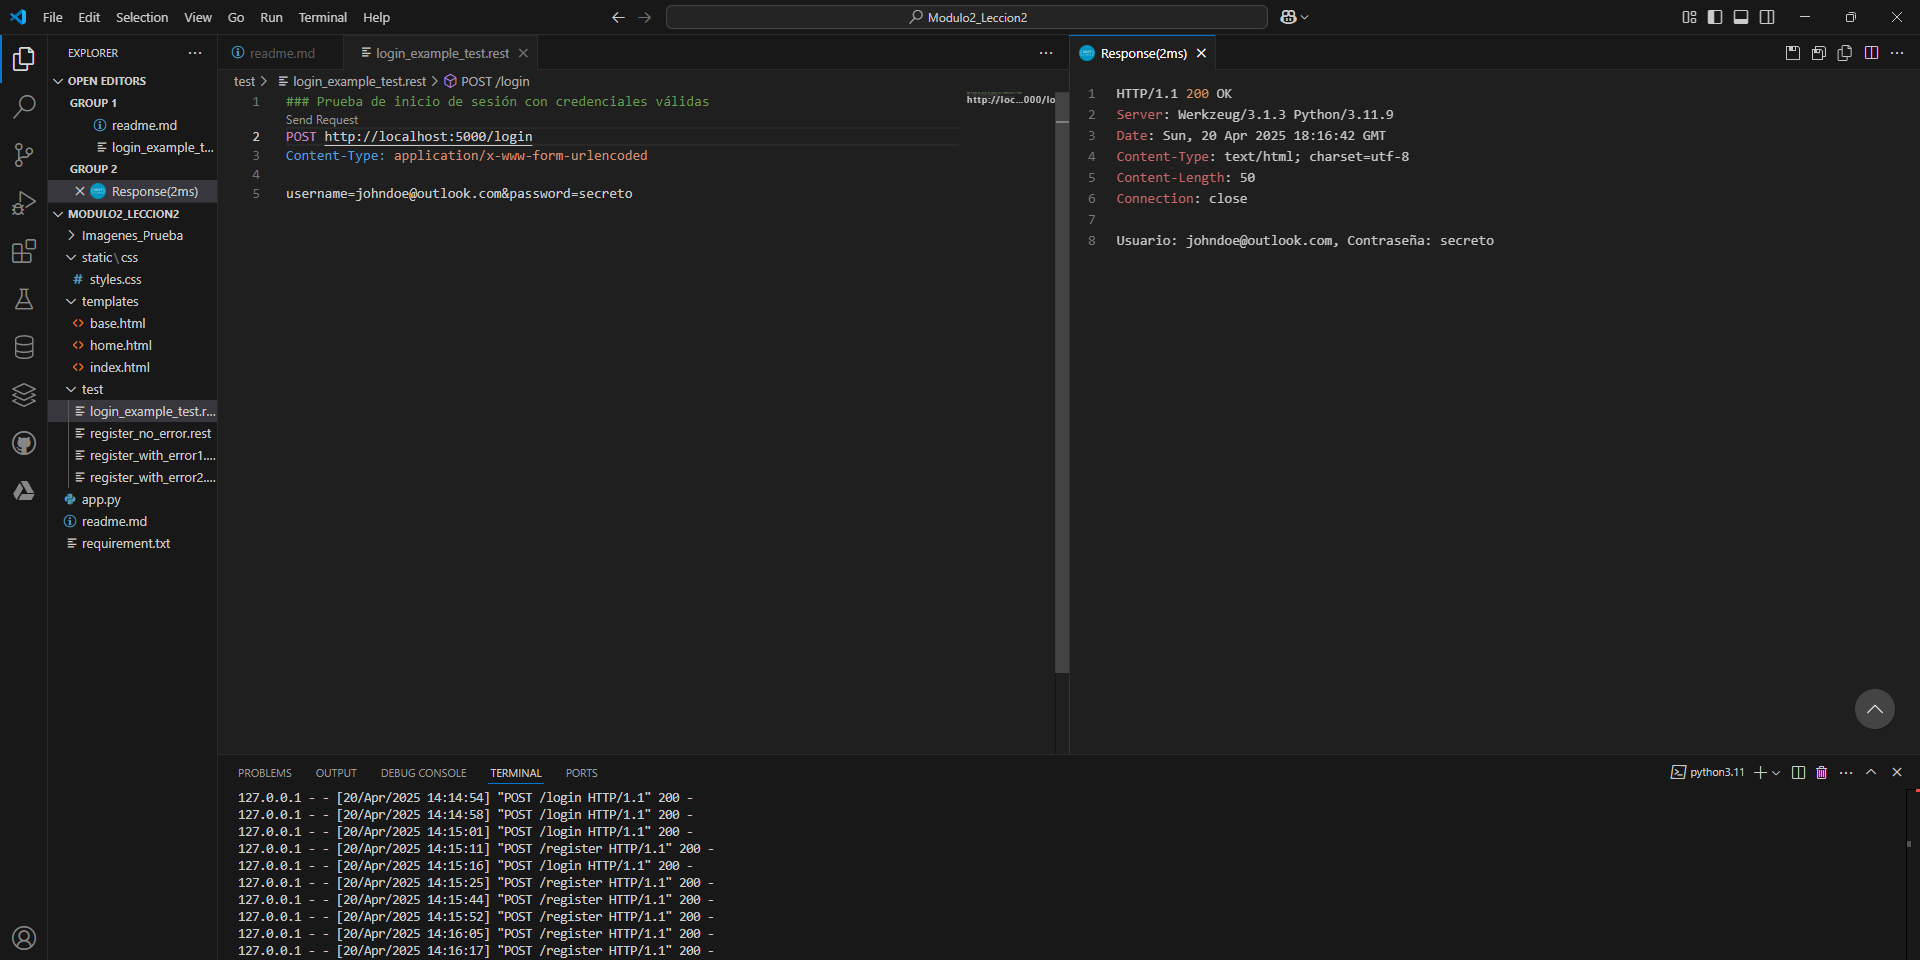 File Edit Selection View Go Run Terminal Help
Modulo2_Leccion2
EXPLORER
OPEN EDITORS
GROUP 1
readme.md
login_example_t...
GROUP 2
Response(2ms)
MODULO2_LECCION2
Imagenes_Prueba
static\css
styles.css
templates
base.html
home.html
index.html
test
login_example_test.r...
register_no_error.rest
register_with_error1....
register_with_error2....
app.py
readme.md
requirement.txt
readme.md login_example_test.rest
test login_example_test.rest POST /login
1 ### Prueba de inicio de sesión con credenciales válidas
Send Request
2 POST http://localhost:5000/login
3 Content-Type: application/x-www-form-urlencoded
4
5 username=johndoe@outlook.com&password=secreto
http://loc...000/lo
Response(2ms)
1 HTTP/1.1 200 OK
2 Server: Werkzeug/3.1.3 Python/3.11.9
3 Date: Sun, 20 Apr 2025 18:16:42 GMT
4 Content-Type: text/html; charset=utf-8
5 Content-Length: 50
6 Connection: close
7
8 Usuario: johndoe@outlook.com, Contraseña: secreto
PROBLEMS OUTPUT DEBUG CONSOLE TERMINAL PORTS
python3.11
127.0.0.1 - - [20/Apr/2025 14:14:54] "POST /login HTTP/1.1" 200 -
127.0.0.1 - - [20/Apr/2025 14:14:58] "POST /login HTTP/1.1" 200 -
127.0.0.1 - - [20/Apr/2025 14:15:01] "POST /login HTTP/1.1" 200 -
127.0.0.1 - - [20/Apr/2025 14:15:11] "POST /register HTTP/1.1" 200 -
127.0.0.1 - - [20/Apr/2025 14:15:16] "POST /login HTTP/1.1" 200 -
127.0.0.1 - - [20/Apr/2025 14:15:25] "POST /register HTTP/1.1" 200 -
127.0.0.1 - - [20/Apr/2025 14:15:44] "POST /register HTTP/1.1" 200 -
127.0.0.1 - - [20/Apr/2025 14:15:52] "POST /register HTTP/1.1" 200 -
127.0.0.1 - - [20/Apr/2025 14:16:05] "POST /register HTTP/1.1" 200 -
127.0.0.1 - - [20/Apr/2025 14:16:17] "POST /register HTTP/1.1" 200 -